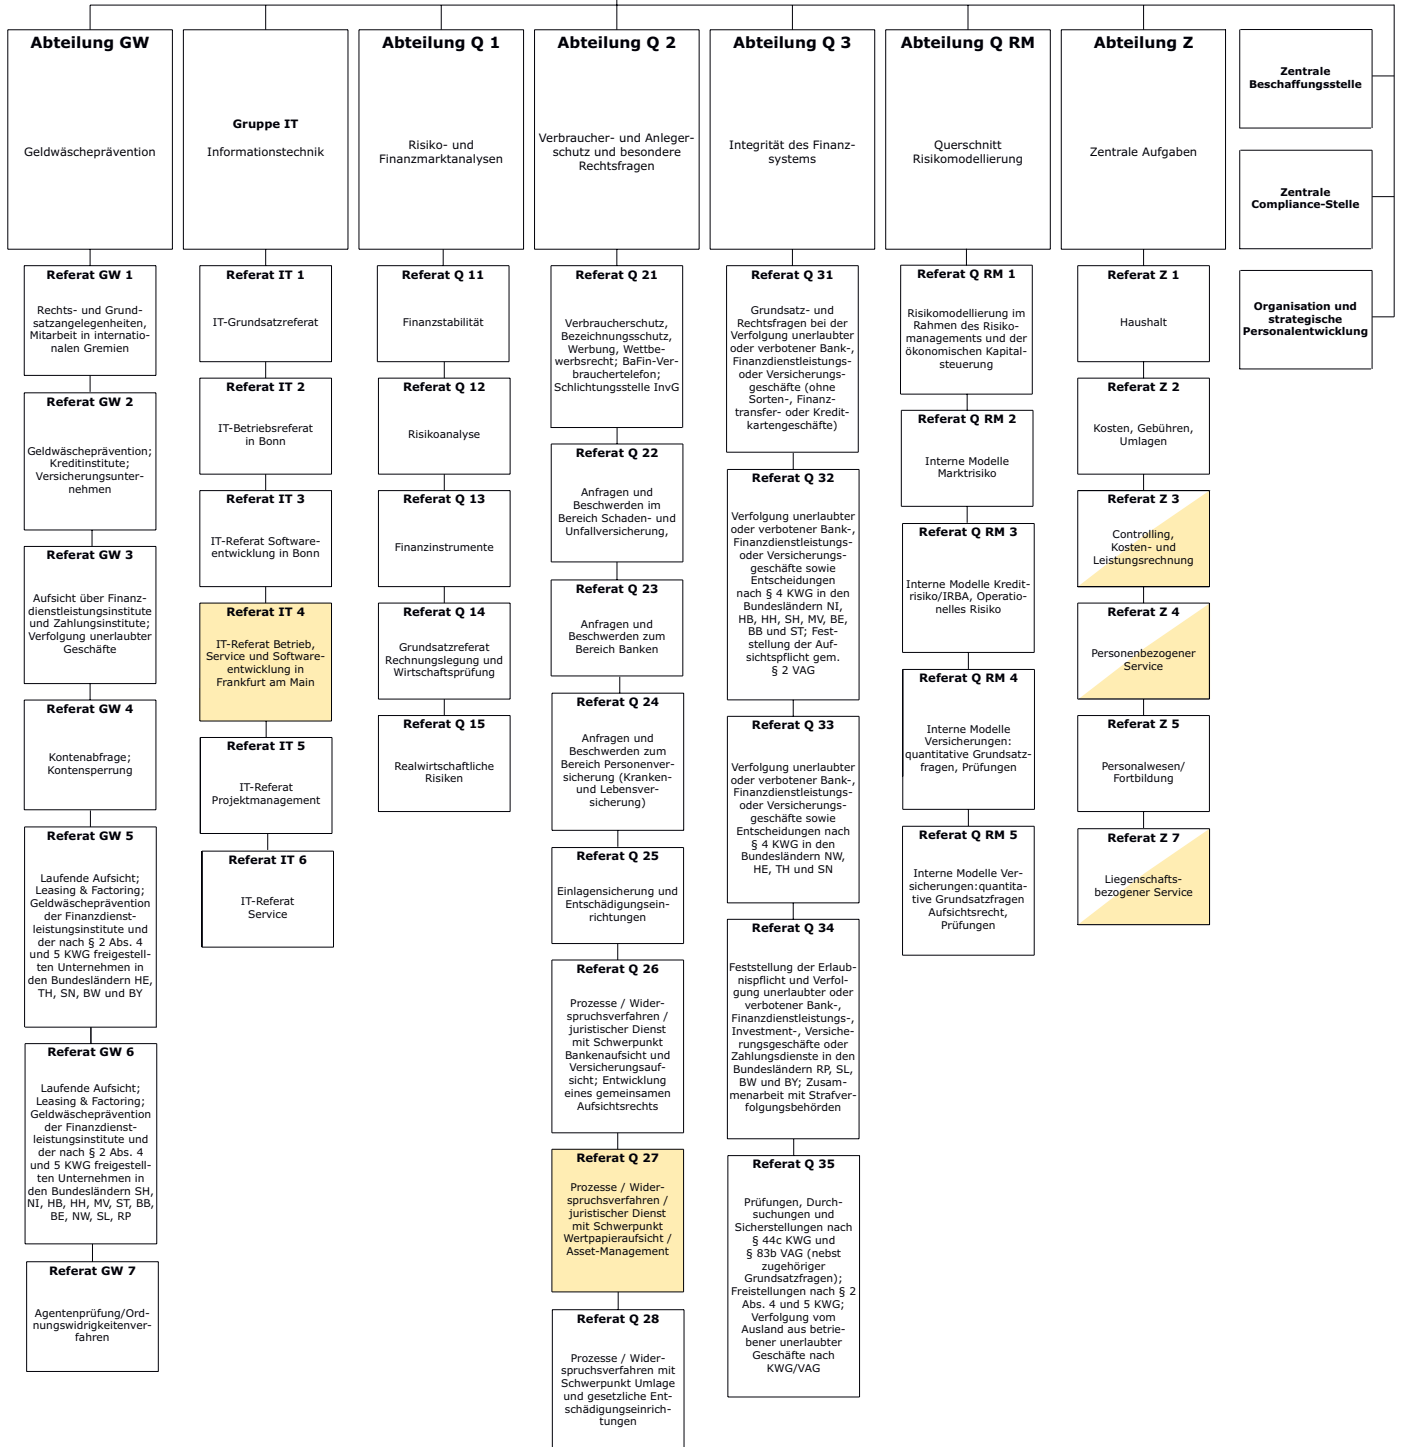 Abteilung GW
Geldwäscheprävention
Referat GW 1
Rechts- und Grund-
satzangelegenheiten,
Mitarbeit in internatio-
nalen Gremien
Referat GW 2
Geldwäscheprävention;
Kreditinstitute;
Versicherungsunter-
nehmen
Referat GW 3
Aufsicht über Finanz-
dienstleistungsinstitute
und Zahlungsinstitute;
Verfolgung unerlaubter
Geschäfte
Referat GW 4
Kontenabfrage;
Kontensperrung
Referat GW 5
Laufende Aufsicht;
Leasing & Factoring;
Geldwäscheprävention
der Finanzdienst-
leistungsinstitute und
der nach § 2 Abs. 4
und 5 KWG freigestell-
ten Unternehmen in
den Bundesländern HE,
TH, SN, BW und BY
Referat GW 6
Laufende Aufsicht;
Leasing & Factoring;
Geldwäscheprävention
der Finanzdienst-
leistungsinstitute und
der nach § 2 Abs. 4
und 5 KWG freigestell-
ten Unternehmen in
den Bundesländern SH,
NI, HB, HH, MV, ST, BB,
BE, NW, SL, RP
Referat GW 7
Agentenprüfung/Ord-
nungswidrigkeitenver-
fahren
Gruppe IT
Informationstechnik
Referat IT 1
IT-Grundsatzreferat
Referat IT 2
IT-Betriebsreferat
in Bonn
Referat IT 3
IT-Referat Software-
entwicklung in Bonn
Referat IT 4
IT-Referat Betrieb,
Service und Software-
entwicklung in
Frankfurt am Main
Referat IT 5
IT-Referat
Projektmanagement
Referat IT 6
IT-Referat
Service
Abteilung Q 1
Risiko- und
Finanzmarktanalysen
Referat Q 11
Finanzstabilität
Referat Q 12
Risikoanalyse
Referat Q 13
Finanzinstrumente
Referat Q 14
Grundsatzreferat
Rechnungslegung und
Wirtschaftsprüfung
Referat Q 15
Realwirtschaftliche
Risiken
Abteilung Q 2
Verbraucher- und Anleger-
schutz und besondere
Rechtsfragen
Referat Q 21
Verbraucherschutz,
Bezeichnungsschutz,
Werbung, Wettbe-
werbsrecht; BaFin-Ver-
brauchertelefon;
Schlichtungsstelle InvG
Referat Q 22
Anfragen und
Beschwerden im
Bereich Schaden- und
Unfallversicherung,
Referat Q 23
Anfragen und
Beschwerden zum
Bereich Banken
Referat Q 24
Anfragen und
Beschwerden zum
Bereich Personenver-
sicherung (Kranken-
und Lebensver-
sicherung)
Referat Q 25
Einlagensicherung und
Entschädigungsein-
richtungen
Referat Q 26
Prozesse / Wider-
spruchsverfahren /
juristischer Dienst
mit Schwerpunkt
Bankenaufsicht und
Versicherungsauf-
sicht; Entwicklung
eines gemeinsamen
Aufsichtsrechts
Referat Q 27
Prozesse / Wider-
spruchsverfahren /
juristischer Dienst
mit Schwerpunkt
Wertpapieraufsicht /
Asset-Management
Referat Q 28
Prozesse / Wider-
spruchsverfahren mit
Schwerpunkt Umlage
und gesetzliche Ent-
schädigungseinrich-
tungen
Abteilung Q 3
Integrität des Finanz-
systems
Referat Q 31
Grundsatz- und
Rechtsfragen bei der
Verfolgung unerlaubter
oder verbotener Bank-,
Finanzdienstleistungs-
oder Versicherungs-
geschäfte (ohne
Sorten-, Finanz-
transfer- oder Kredit-
kartengeschäfte)
Referat Q 32
Verfolgung unerlaubter
oder verbotener Bank-,
Finanzdienstleistungs-
oder Versicherungs-
geschäfte sowie
Entscheidungen
nach § 4 KWG in den
Bundesländern NI,
HB, HH, SH, MV, BE,
BB und ST; Fest-
stellung der Auf-
sichtspflicht gem.
§ 2 VAG
Referat Q 33
Verfolgung unerlaubter
oder verbotener Bank-,
Finanzdienstleistungs-
oder Versicherungs-
geschäfte sowie
Entscheidungen nach
§ 4 KWG in den
Bundesländern NW,
HE, TH und SN
Referat Q 34
Feststellung der Erlaub-
nispflicht und Verfol-
gung unerlaubter oder
verbotener Bank-,
Finanzdienstleistungs-,
Investment-, Versiche-
rungsgeschäfte oder
Zahlungsdienste in den
Bundesländern RP, SL,
BW und BY; Zusam-
menarbeit mit Strafver-
folgungsbehörden
Referat Q 35
Prüfungen, Durch-
suchungen und
Sicherstellungen nach
§ 44c KWG und
§ 83b VAG (nebst
zugehöriger
Grundsatzfragen);
Freistellungen nach § 2
Abs. 4 und 5 KWG;
Verfolgung vom
Ausland aus betrie-
bener unerlaubter
Geschäfte nach
KWG/VAG
Abteilung Q RM
Querschnitt
Risikomodellierung
Referat Q RM 1
Risikomodellierung im
Rahmen des Risiko-
managements und der
ökonomischen Kapital-
steuerung
Referat Q RM 2
Interne Modelle
Marktrisiko
Referat Q RM 3
Interne Modelle Kredit-
risiko/IRBA, Operatio-
nelles Risiko
Referat Q RM 4
Interne Modelle
Versicherungen:
quantitative Grundsatz-
fragen, Prüfungen
Referat Q RM 5
Interne Modelle Ver-
sicherungen:quantita-
tive Grundsatzfragen
Aufsichtsrecht,
Prüfungen
Abteilung Z
Zentrale Aufgaben
Referat Z 1
Haushalt
Referat Z 2
Kosten, Gebühren,
Umlagen
Referat Z 3
Controlling,
Kosten- und
Leistungsrechnung
Referat Z 4
Personenbezogener
Service
Referat Z 5
Personalwesen/
Fortbildung
Referat Z 7
Liegenschafts-
bezogener Service
Zentrale
Beschaffungsstelle
Zentrale
Compliance-Stelle
Organisation und
strategische
Personalentwicklung